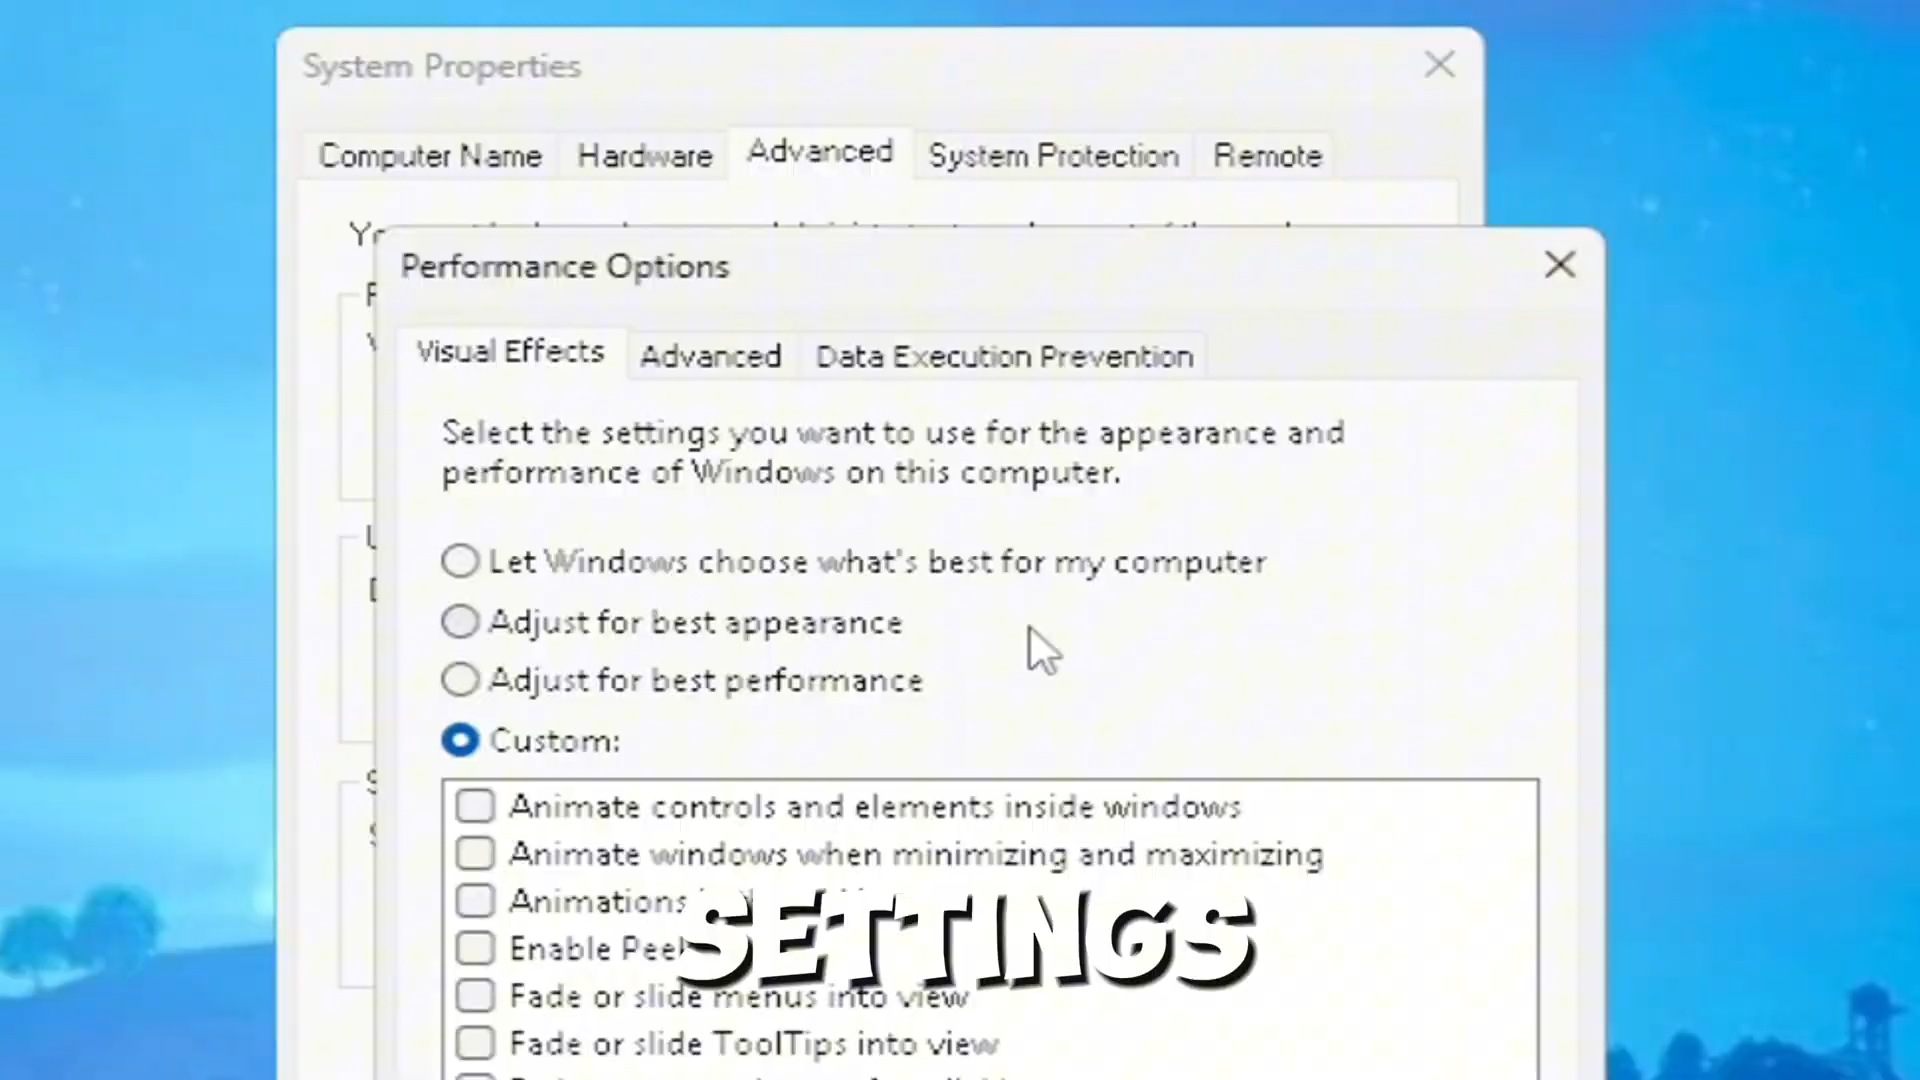 System Properties
Computer Name Hardware Advanced System Protection Remote
Performance Options
Visual Effects Advanced Data Execution Prevention
Select the settings you want to use for the appearance and
performance of Windows on this computer.
Let Windows choose what's best for my computer
Adjust for best appearance
Adjust for best performance
Custom:
Animate controls and elements inside windows
Animate windows when minimizing and maximizing
Animations
Enable Peek
SETTINGS
Fade or slide menus into view
Fade or slide ToolTips into view